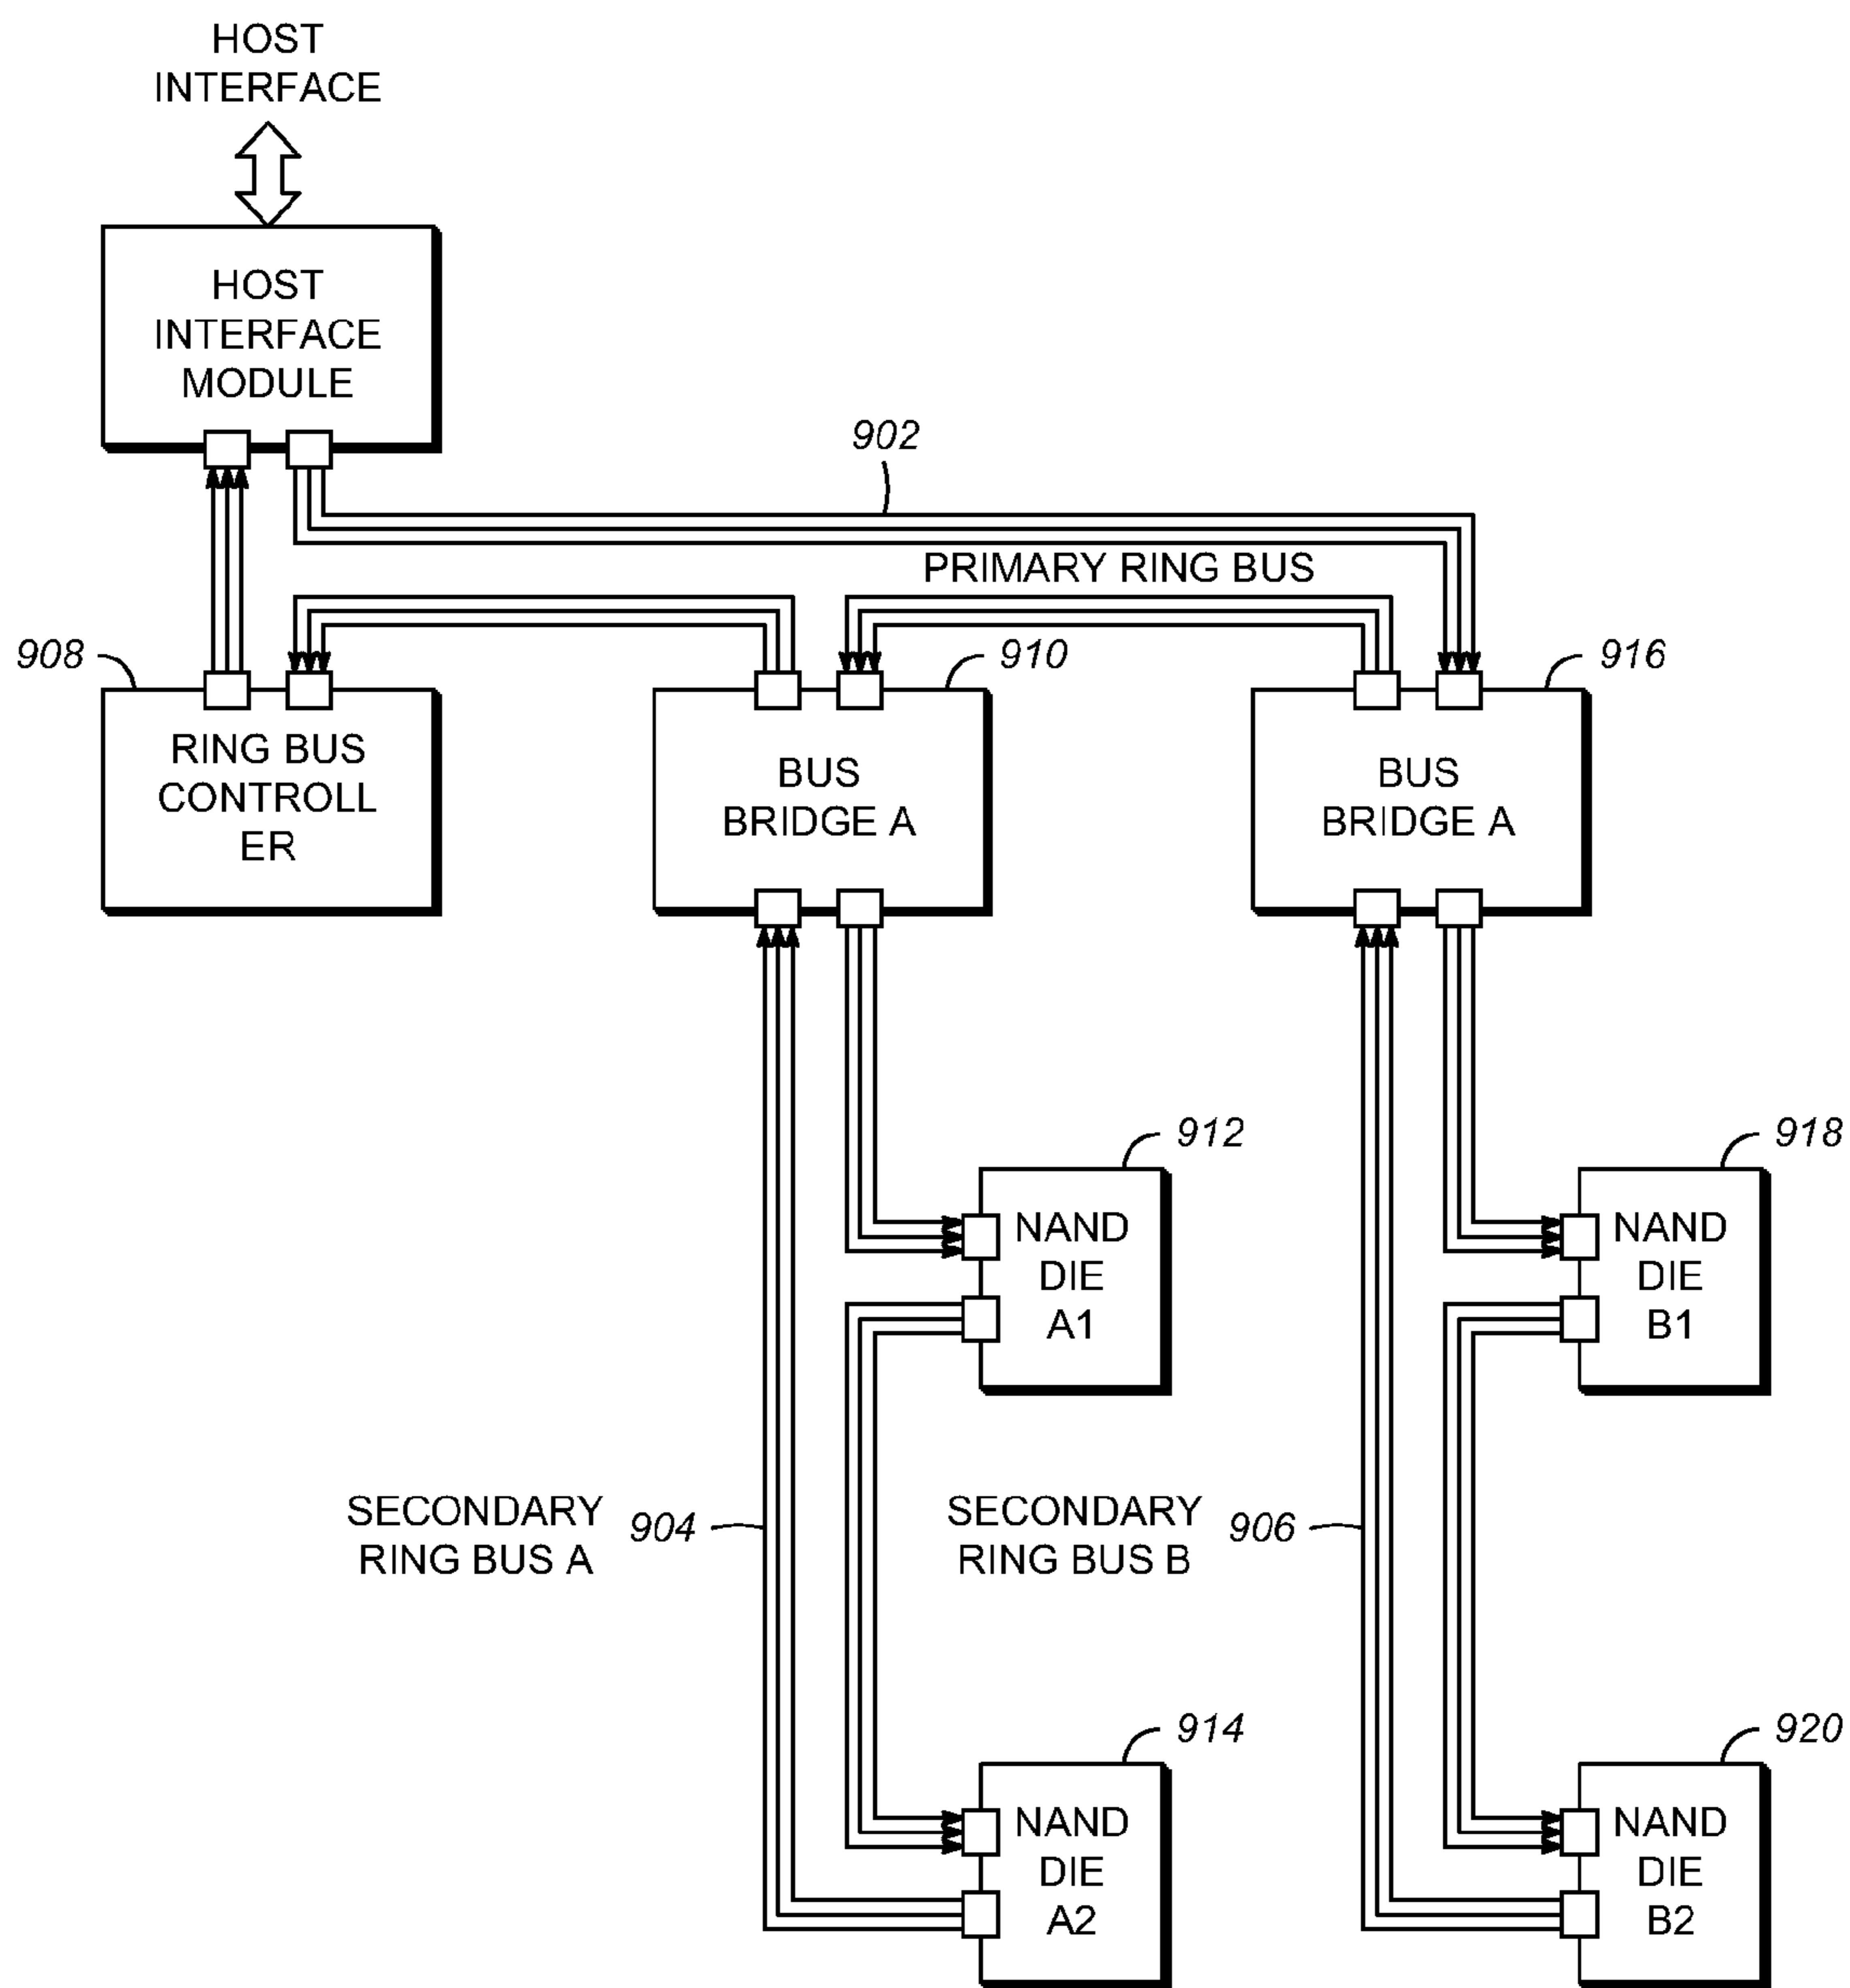 HOST
INTERFACE
HOST
INTERFACE
MODULE
902
PRIMARY RING BUS
908
910
916
RING BUS
CONTROLL
ER
BUS
BRIDGE A
BUS
BRIDGE A
912
918
NAND
DIE
A1
NAND
DIE
B1
SECONDARY
RING BUS A
904
SECONDARY
RING BUS B
906
914
920
NAND
DIE
A2
NAND
DIE
B2